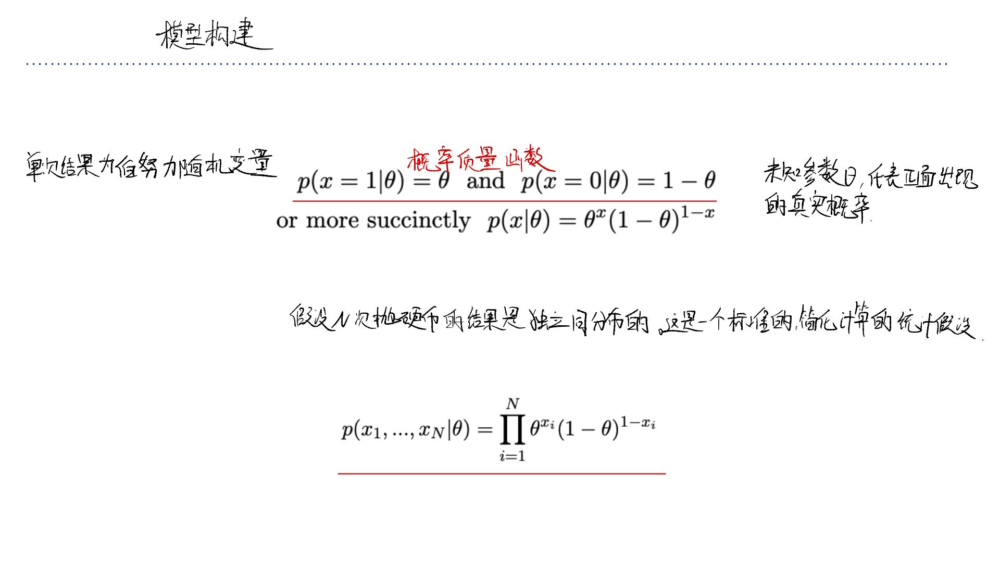 模型构建
单次结果为伯努力随机变量
概率质量函数
p(x = 1|θ) = θ and p(x = 0|θ) = 1 − θ
or more succinctly p(x|θ) = θ^x(1 − θ)^{1−x}
未知参数θ,代表正面出现
的真实概率.
假设N次抛硬币的结果是独立同分布的。这是一个标准的,简化计算的统计假设.
p(x₁, ..., x_N|θ) = ∏_{i=1}^{N} θ^{x_i}(1 − θ)^{1−x_i}